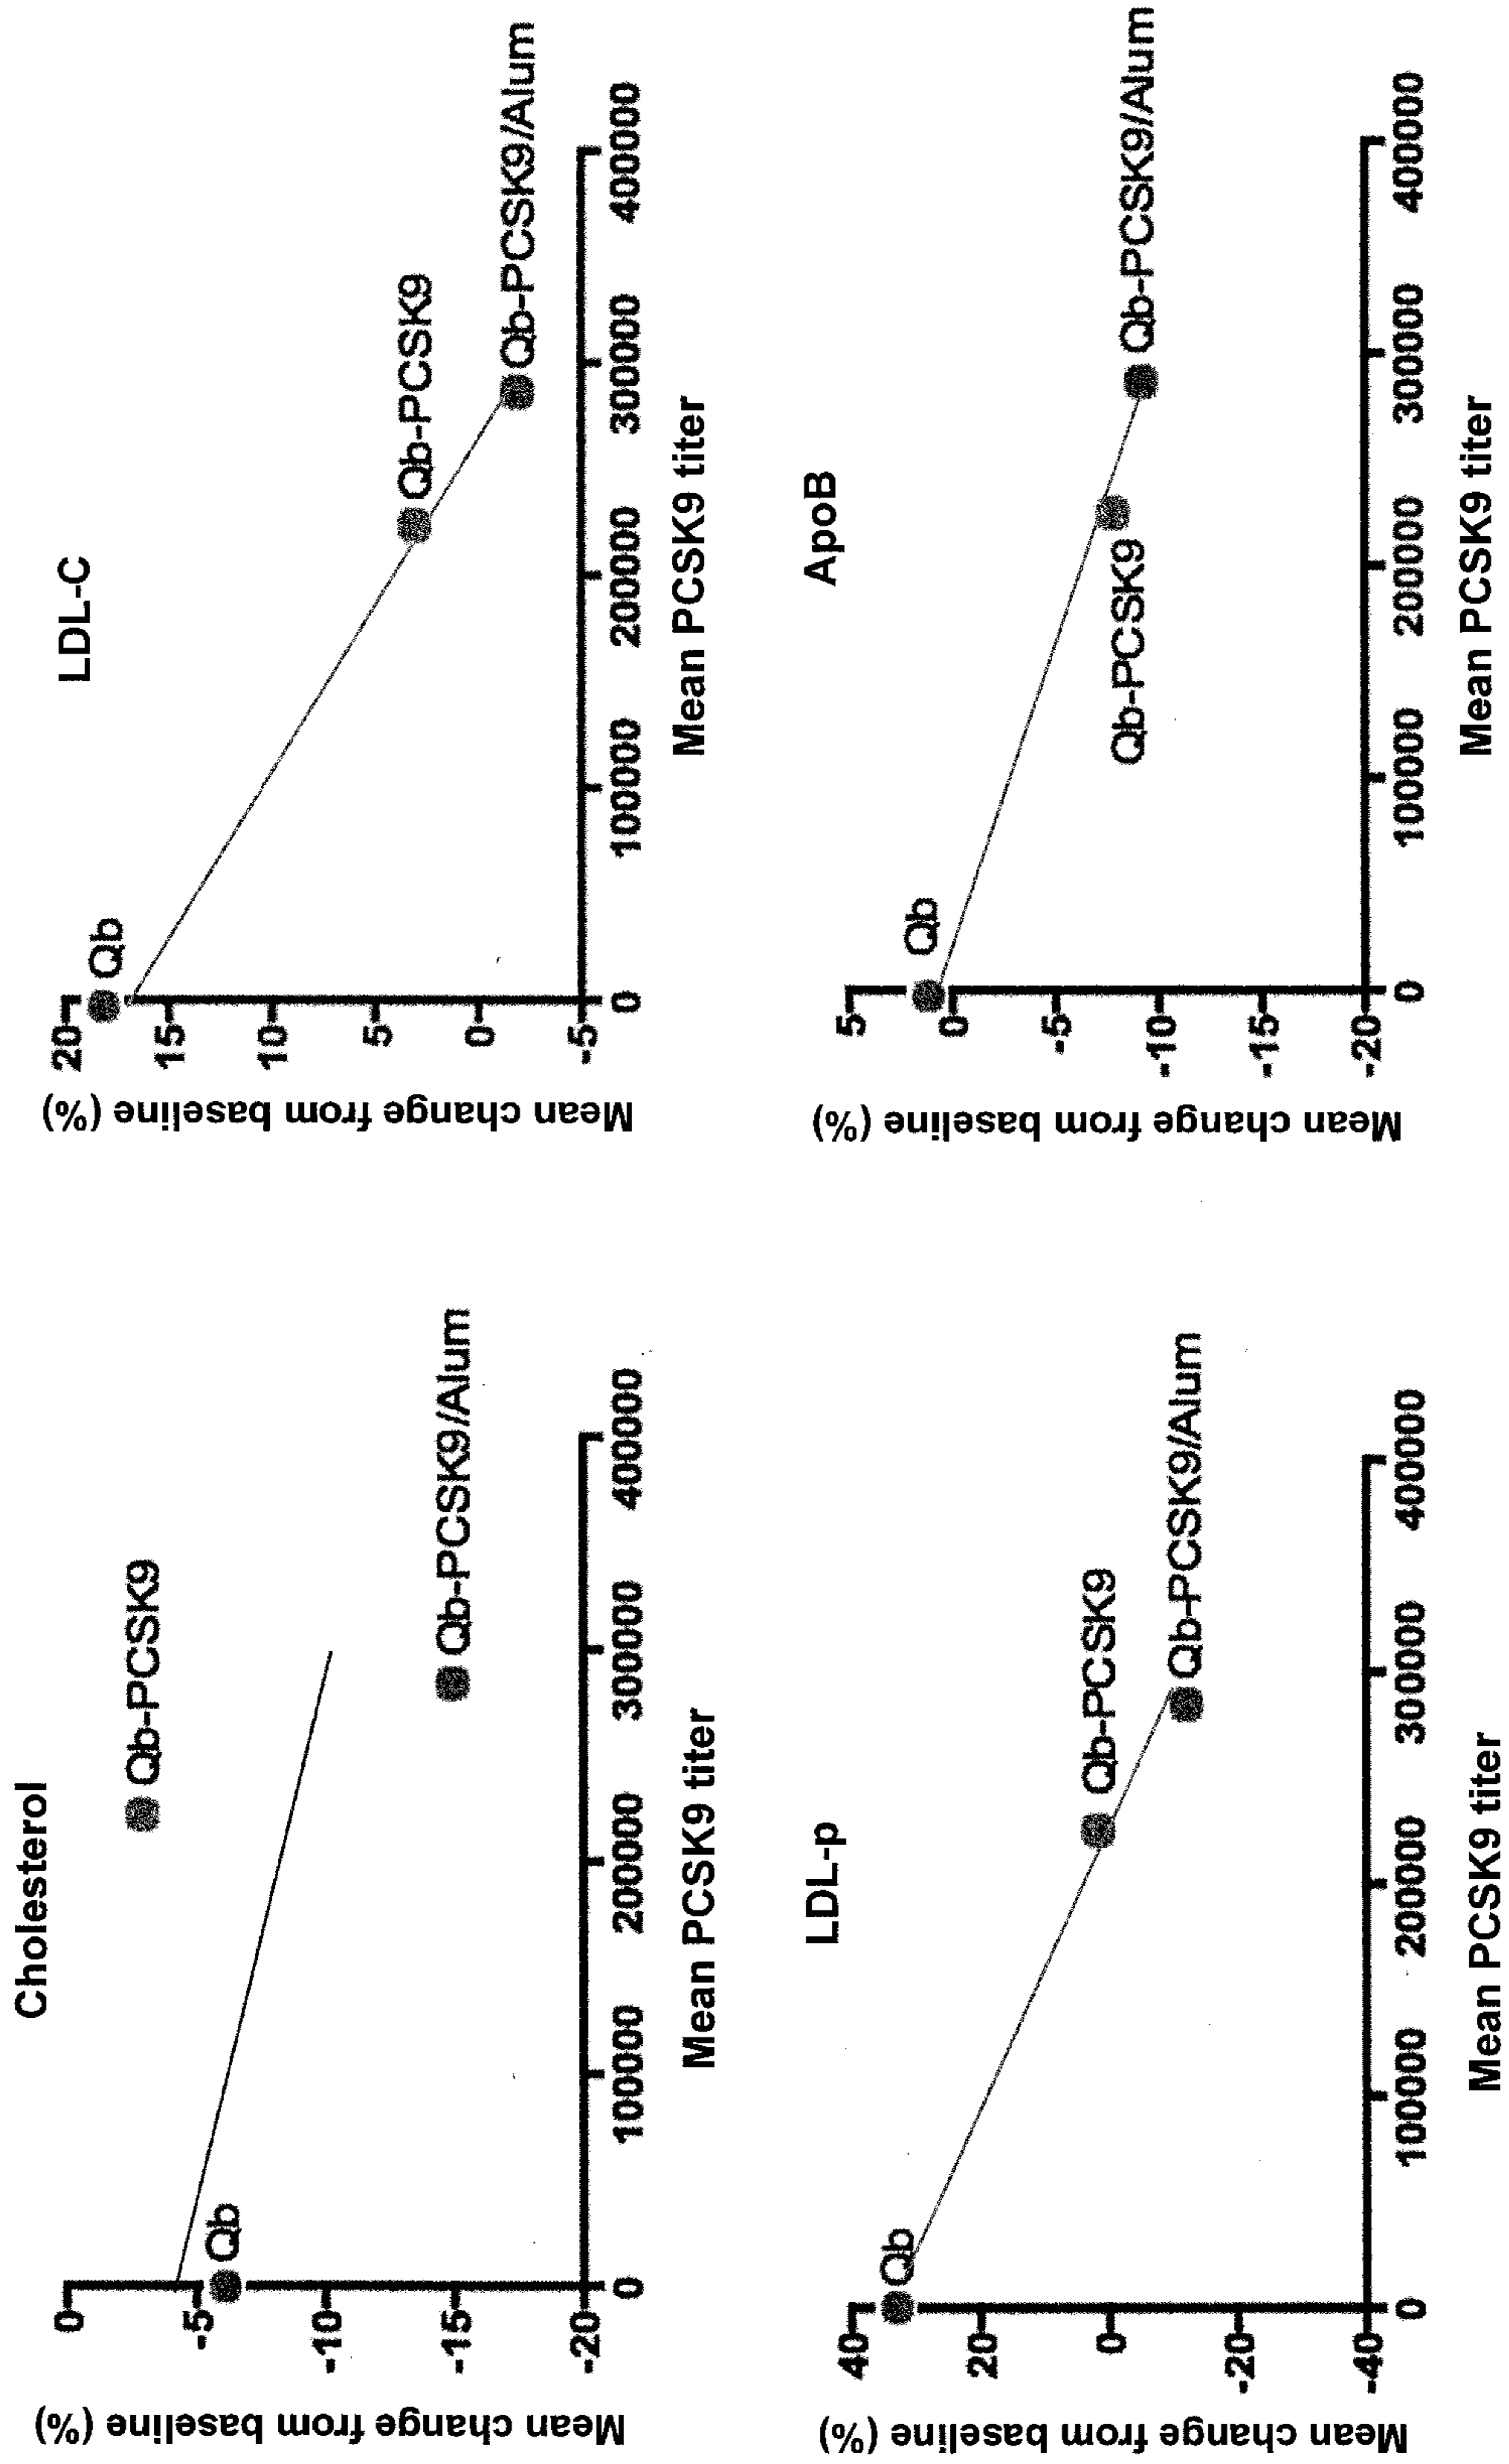 Cholesterol
Mean change from baseline (%)
0
-5
-10
-15
-20
Qb
Qb-PCSK9
Qb-PCSK9/Alum
0
100000
200000
300000
400000
Mean PCSK9 titer
LDL-C
Mean change from baseline (%)
20
15
10
5
0
-5
Qb
Qb-PCSK9
Qb-PCSK9/Alum
0
100000
200000
300000
400000
Mean PCSK9 titer
LDL-p
Mean change from baseline (%)
40
20
0
-20
-40
Qb
Qb-PCSK9
Qb-PCSK9/Alum
0
100000
200000
300000
400000
Mean PCSK9 titer
ApoB
Mean change from baseline (%)
5
0
-5
-10
-15
-20
Qb
Qb-PCSK9
Qb-PCSK9/Alum
0
100000
200000
300000
400000
Mean PCSK9 titer